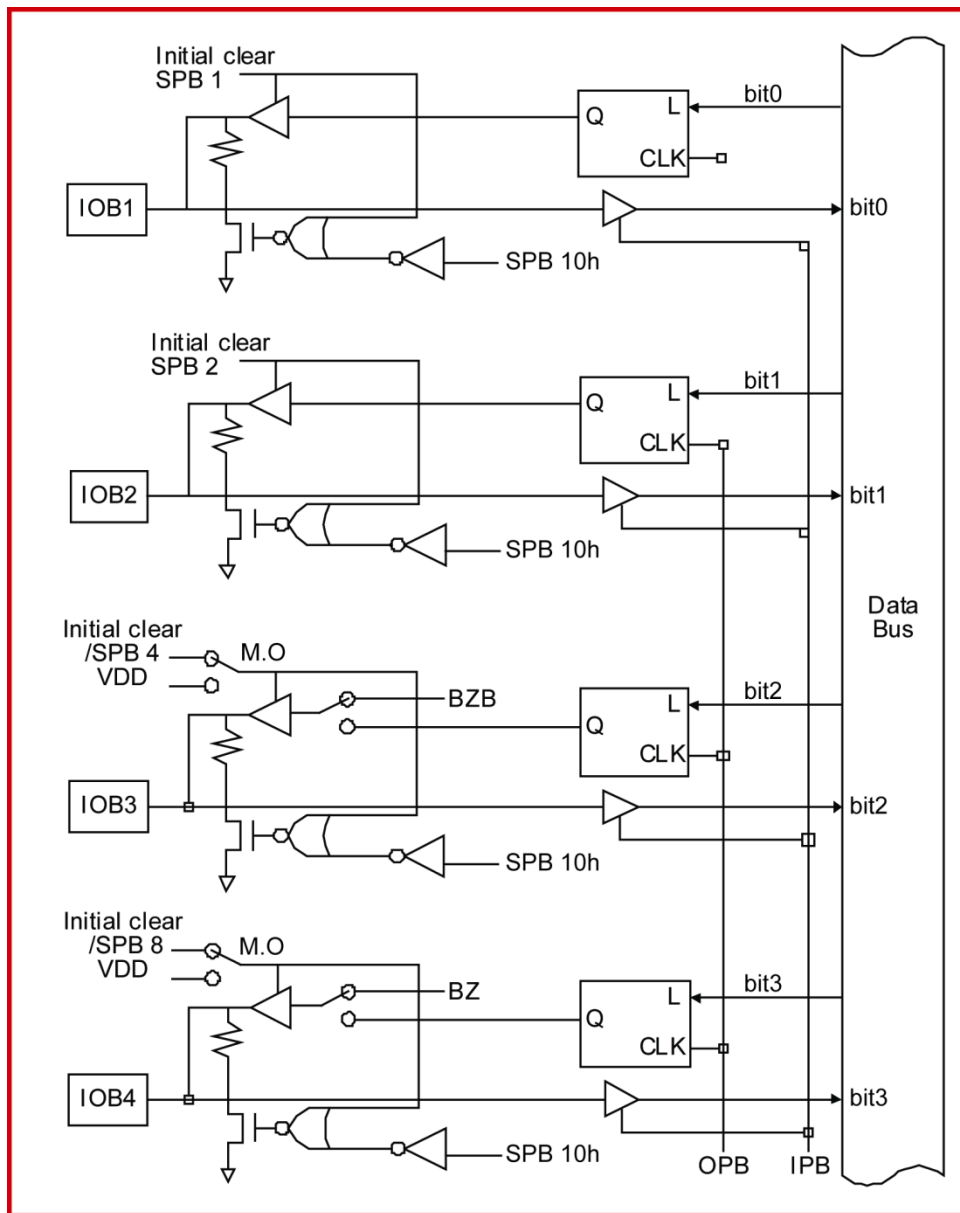 Initial clear
SPB 1
Q
L
CLK
bit0
IOB1
bit0
SPB 10h
Initial clear
SPB 2
Q
L
CLK
bit1
IOB2
bit1
SPB 10h
Data
Bus
Initial clear
/SPB 4
VDD
M.O
BZB
Q
L
CLK
bit2
IOB3
bit2
SPB 10h
Initial clear
/SPB 8
VDD
M.O
BZ
Q
L
CLK
bit3
IOB4
bit3
SPB 10h
OPB
IPB